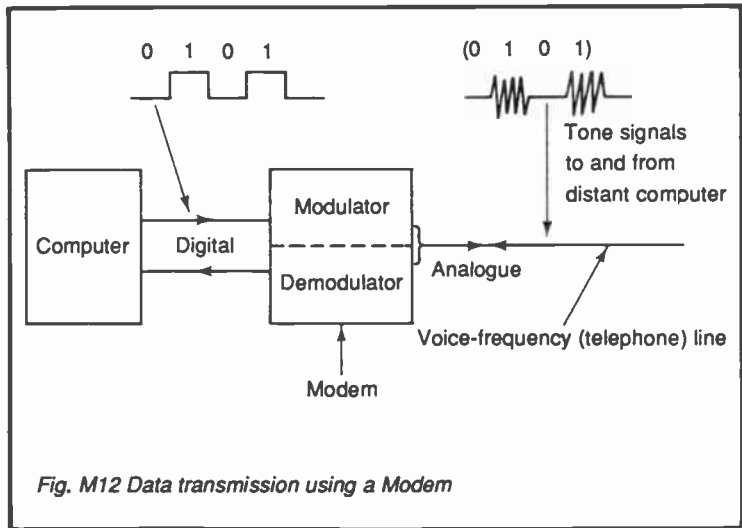 0 1 0 1
(0 1 0 1)
Tone signals
to and from
distant computer
Computer
Digital
Modulator
Demodulator
Analogue
Voice-frequency (telephone) line
Modem
Fig. M12 Data transmission using a Modem